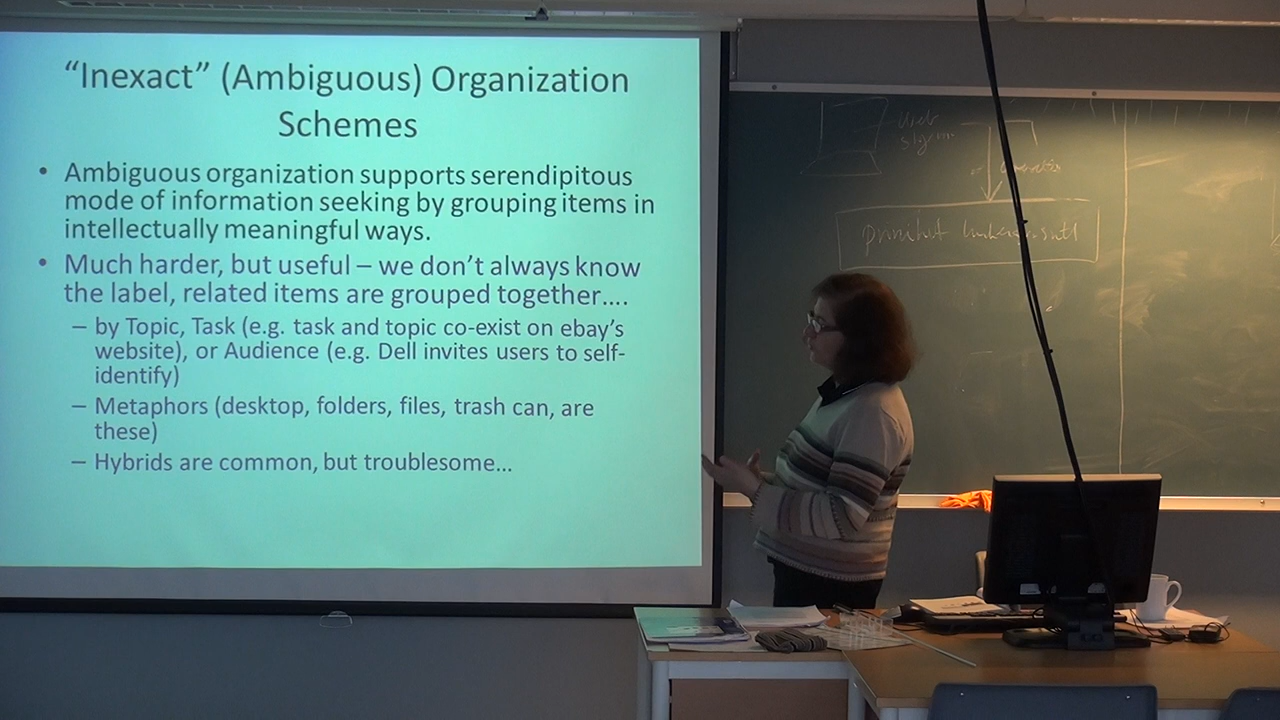 “Inexact” (Ambiguous) Organization
Schemes
• Ambiguous organization supports serendipitous
mode of information seeking by grouping items in
intellectually meaningful ways.
• Much harder, but useful – we don’t always know
the label, related items are grouped together….
– by Topic, Task (e.g. task and topic co-exist on ebay’s
website), or Audience (e.g. Dell invites users to self-
identify)
– Metaphors (desktop, folders, files, trash can, are
these)
– Hybrids are common, but troublesome…